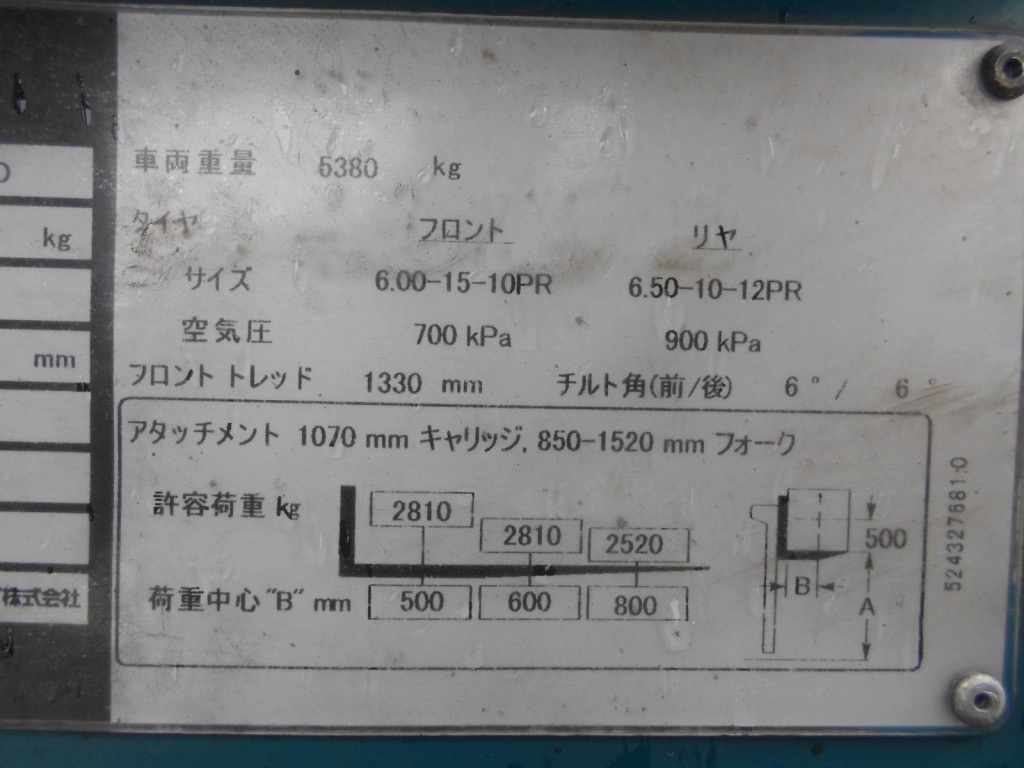 車両重量 5380 kg
タイヤ フロント リヤ
サイズ 6.00-15-10PR 6.50-10-12PR
空気圧 700 kPa 900 kPa
フロント トレッド 1330 mm チルト角(前/後) 6° / 6°
アタッチメント 1070 mm キャリッジ, 850-1520 mm フォーク
許容荷重 kg 2810 2810 2520
荷重中心"B" mm 500 600 800
500
B
A
524327681:0
kg
mm
株式会社